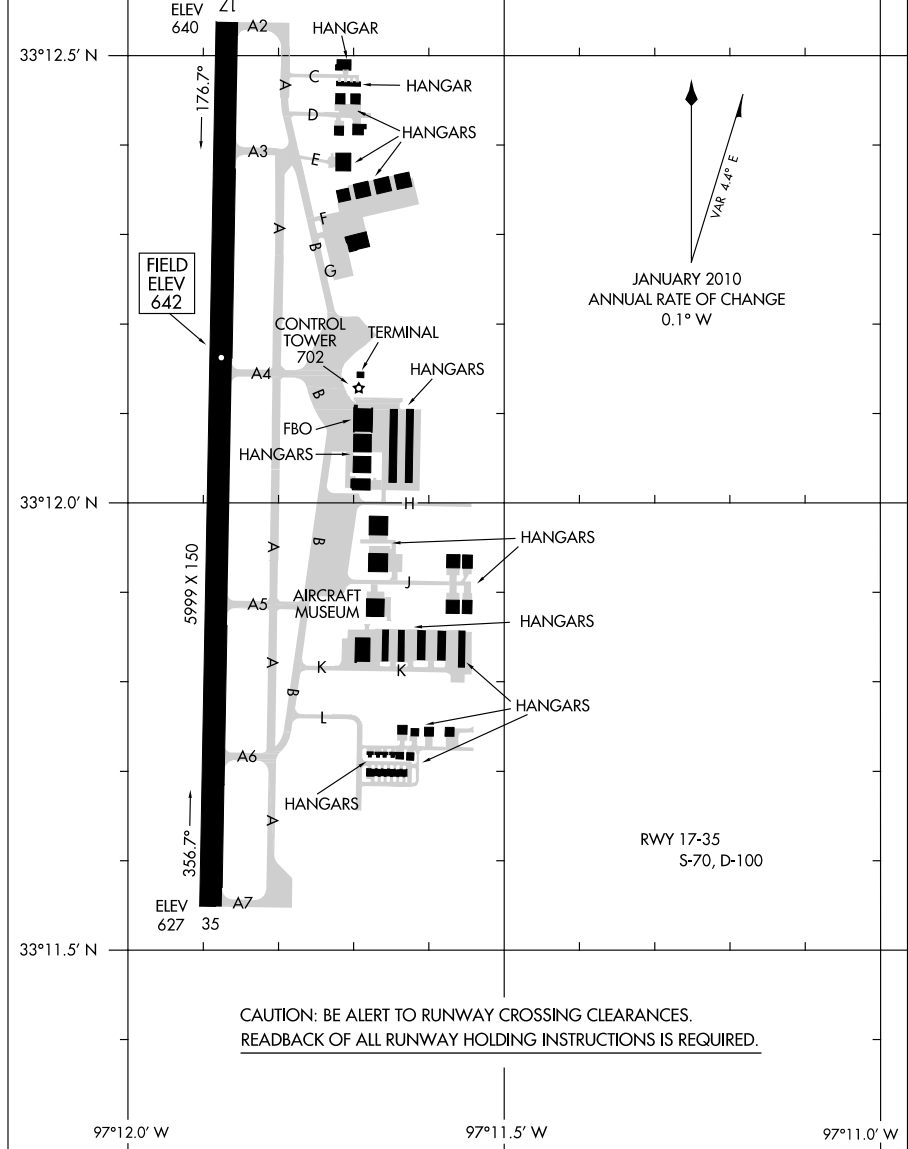 17
ELEV
640
A2
HANGAR
33°12.5' N
C
A
HANGAR
176.7°
D
HANGARS
A3
E
VAR 4.4° E
F
A
B
G
FIELD
ELEV
642
JANUARY 2010
ANNUAL RATE OF CHANGE
0.1° W
CONTROL
TOWER
702
TERMINAL
A4
HANGARS
B
FBO
HANGARS
33°12.0' N
H
HANGARS
A
B
J
5999 X 150
AIRCRAFT
MUSEUM
A5
HANGARS
A
K
K
B
HANGARS
L
A6
HANGARS
A
356.7°
RWY 17-35
S-70, D-100
A7
ELEV
627
35
33°11.5' N
CAUTION: BE ALERT TO RUNWAY CROSSING CLEARANCES.
READBACK OF ALL RUNWAY HOLDING INSTRUCTIONS IS REQUIRED.
97°12.0' W
97°11.5' W
97°11.0' W